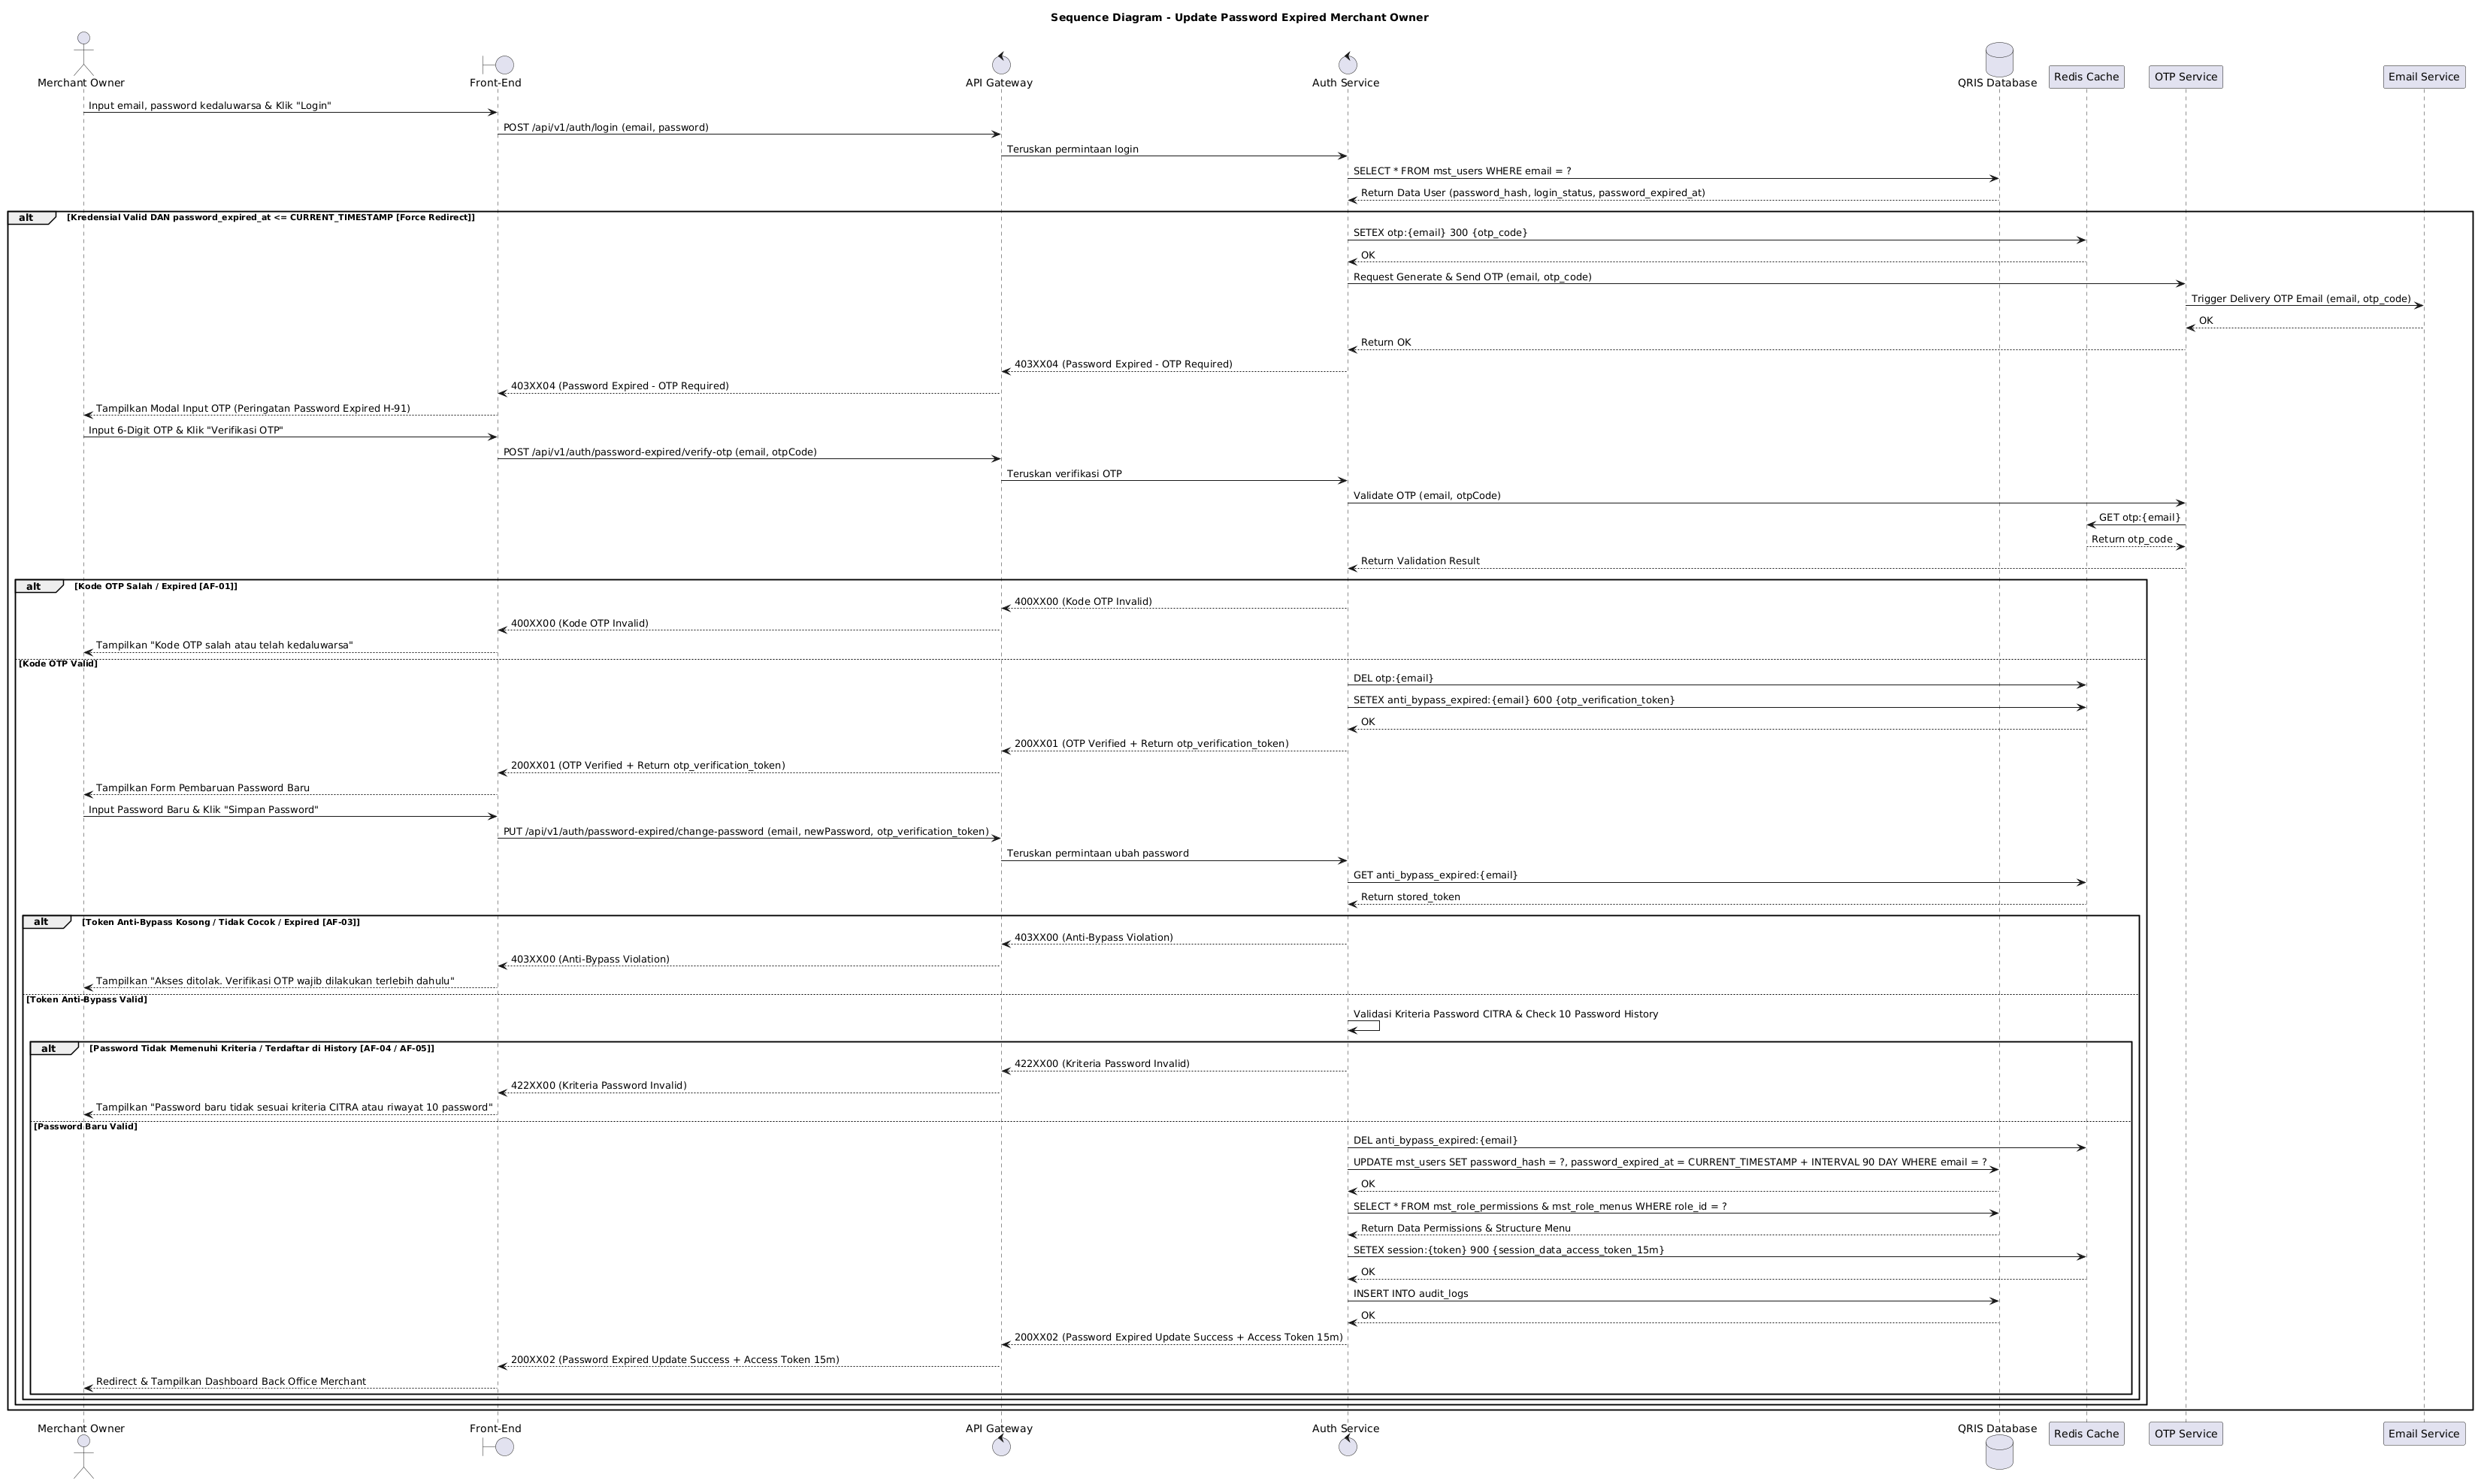 Sequence Diagram - Update Password Expired Merchant Owner
Merchant Owner
Front-End
API Gateway
Auth Service
QRIS Database
Redis Cache
OTP Service
Email Service
Input email, password kedaluwarsa & Klik "Login"
POST /api/v1/auth/login (email, password)
Teruskan permintaan login
SELECT * FROM mst_users WHERE email = ?
Return Data User (password_hash, login_status, password_expired_at)
alt [Kredensial Valid DAN password_expired_at <= CURRENT_TIMESTAMP [Force Redirect]]
SETEX otp:{email} 300 {otp_code}
OK
Request Generate & Send OTP (email, otp_code)
Trigger Delivery OTP Email (email, otp_code)
OK
Return OK
403XX04 (Password Expired - OTP Required)
403XX04 (Password Expired - OTP Required)
Tampilkan Modal Input OTP (Peringatan Password Expired H-91)
Input 6-Digit OTP & Klik "Verifikasi OTP"
POST /api/v1/auth/password-expired/verify-otp (email, otpCode)
Teruskan verifikasi OTP
Validate OTP (email, otpCode)
GET otp:{email}
Return otp_code
Return Validation Result
alt [Kode OTP Salah / Expired [AF-01]]
400XX00 (Kode OTP Invalid)
400XX00 (Kode OTP Invalid)
Tampilkan "Kode OTP salah atau telah kedaluwarsa"
[Kode OTP Valid]
DEL otp:{email}
SETEX anti_bypass_expired:{email} 600 {otp_verification_token}
OK
200XX01 (OTP Verified + Return otp_verification_token)
200XX01 (OTP Verified + Return otp_verification_token)
Tampilkan Form Pembaruan Password Baru
Input Password Baru & Klik "Simpan Password"
PUT /api/v1/auth/password-expired/change-password (email, newPassword, otp_verification_token)
Teruskan permintaan ubah password
GET anti_bypass_expired:{email}
Return stored_token
alt [Token Anti-Bypass Kosong / Tidak Cocok / Expired [AF-03]]
403XX00 (Anti-Bypass Violation)
403XX00 (Anti-Bypass Violation)
Tampilkan "Akses ditolak. Verifikasi OTP wajib dilakukan terlebih dahulu"
[Token Anti-Bypass Valid]
Validasi Kriteria Password CITRA & Check 10 Password History
alt [Password Tidak Memenuhi Kriteria / Terdaftar di History [AF-04 / AF-05]]
422XX00 (Kriteria Password Invalid)
422XX00 (Kriteria Password Invalid)
Tampilkan "Password baru tidak sesuai kriteria CITRA atau riwayat 10 password"
[Password Baru Valid]
DEL anti_bypass_expired:{email}
UPDATE mst_users SET password_hash = ?, password_expired_at = CURRENT_TIMESTAMP + INTERVAL 90 DAY WHERE email = ?
OK
SELECT * FROM mst_role_permissions & mst_role_menus WHERE role_id = ?
Return Data Permissions & Structure Menu
SETEX session:{token} 900 {session_data_access_token_15m}
OK
INSERT INTO audit_logs
OK
200XX02 (Password Expired Update Success + Access Token 15m)
200XX02 (Password Expired Update Success + Access Token 15m)
Redirect & Tampilkan Dashboard Back Office Merchant
Merchant Owner
Front-End
API Gateway
Auth Service
QRIS Database
Redis Cache
OTP Service
Email Service